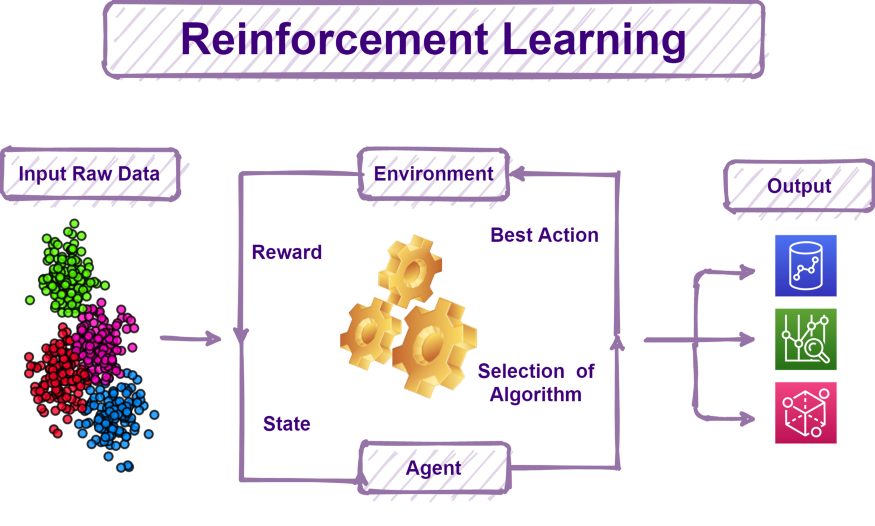 Reinforcement Learning
Input Raw Data
Environment
Output
Reward
Best Action
Selection of
Algorithm
State
Agent